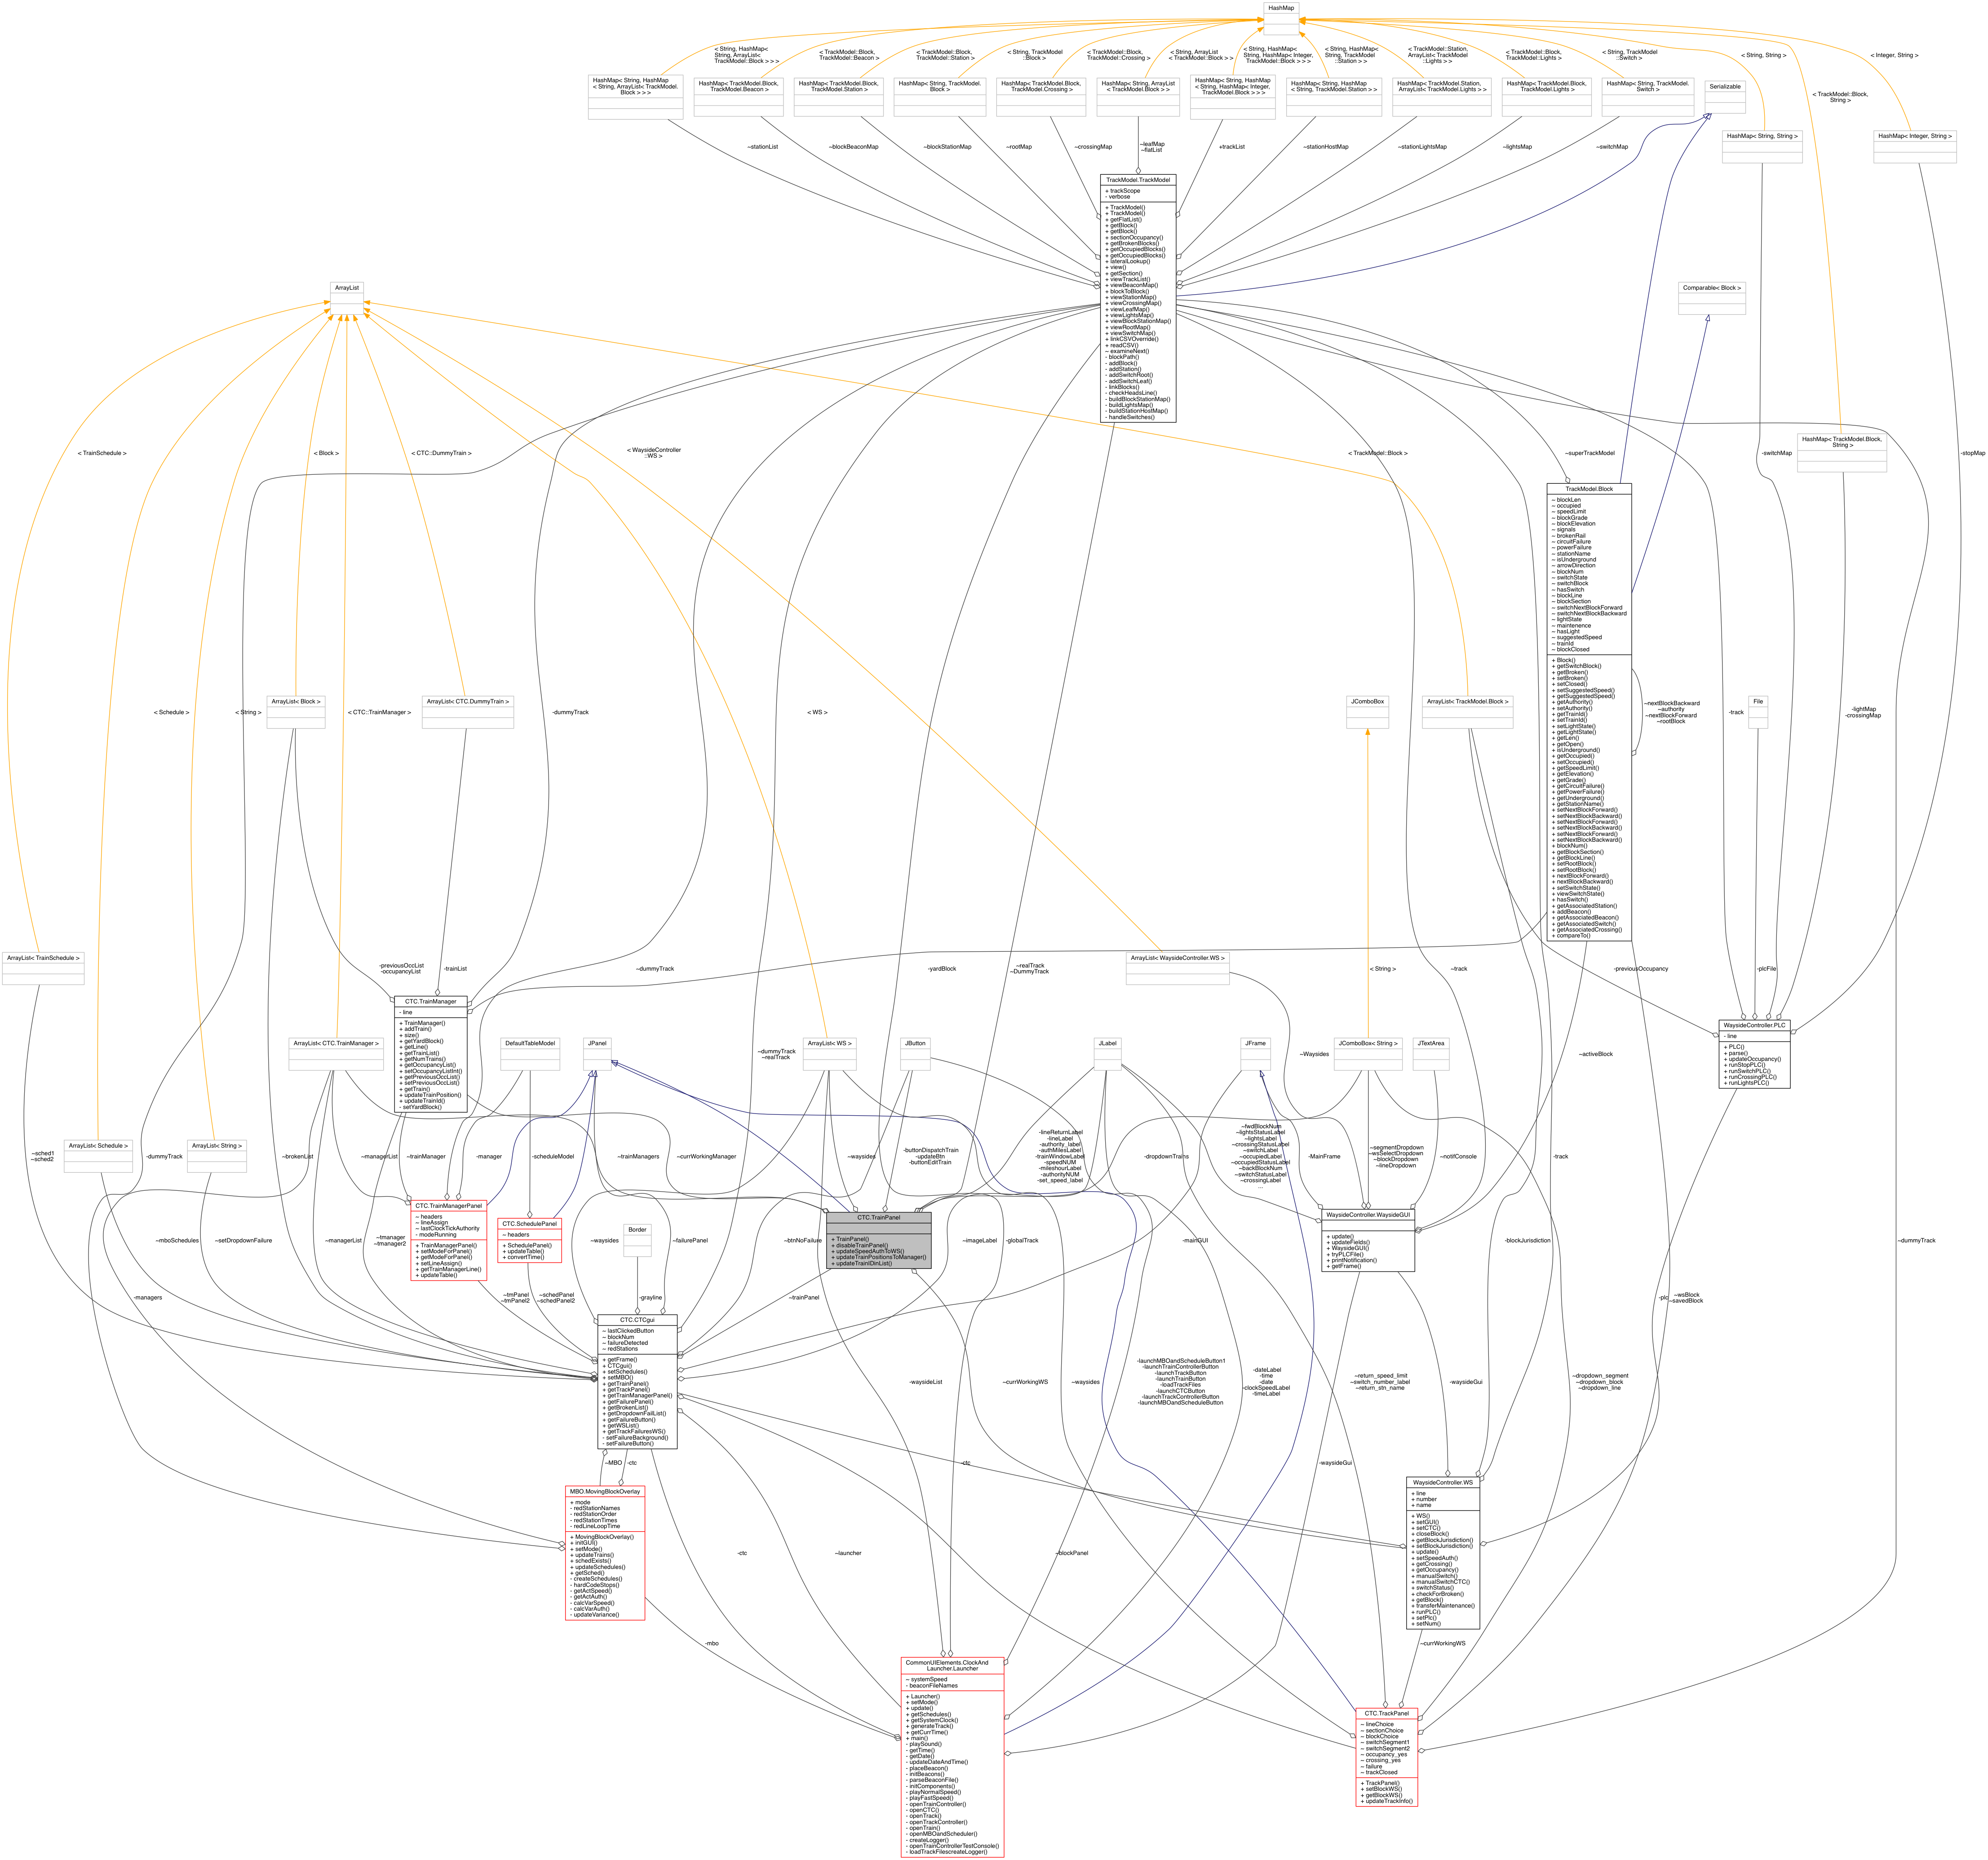 HashMap
< String, HashMap<
String, ArrayList<
TrackModel::Block > > >
< TrackModel::Block,
TrackModel::Beacon >
< TrackModel::Block,
TrackModel::Station >
< String, TrackModel
::Block >
< TrackModel::Block,
TrackModel::Crossing >
< String, ArrayList
< TrackModel::Block > >
< String, HashMap<
String, HashMap< Integer,
TrackModel::Block > > >
< String, HashMap<
String, TrackModel
::Station > >
< TrackModel::Station,
ArrayList< TrackModel
::Lights > >
< TrackModel::Block,
TrackModel::Lights >
< String, TrackModel
::Switch >
< String, String >
< Integer, String >
< TrackModel::Block,
String >
HashMap< String, HashMap
< String, ArrayList< TrackModel.
Block > > >
HashMap< TrackModel.Block,
TrackModel.Beacon >
HashMap< TrackModel.Block,
TrackModel.Station >
HashMap< String, TrackModel.
Block >
HashMap< TrackModel.Block,
TrackModel.Crossing >
HashMap< String, ArrayList
< TrackModel.Block > >
HashMap< String, HashMap
< String, HashMap< Integer,
TrackModel.Block > > >
HashMap< String, HashMap
< String, TrackModel.Station > >
HashMap< TrackModel.Station,
ArrayList< TrackModel.Lights > >
HashMap< TrackModel.Block,
TrackModel.Lights >
HashMap< String, TrackModel.
Switch >
Serializable
HashMap< String, String >
HashMap< Integer, String >
~stationList
~blockBeaconMap
~blockStationMap
~rootMap
~crossingMap
~leafMap
~flatList
+trackList
~stationHostMap
~stationLightsMap
~lightsMap
~switchMap
TrackModel.TrackModel
+ trackScope
- verbose
+ TrackModel()
+ TrackModel()
+ getFlatList()
+ getBlock()
+ getBlock()
+ sectionOccupancy()
+ getBrokenBlocks()
+ getOccupiedBlocks()
+ getOccupiedBlocks()
+ lateralLookup()
+ view()
+ getSection()
+ viewTrackList()
+ viewBeaconMap()
+ blockToBlock()
+ viewStationMap()
+ viewCrossingMap()
+ viewLeafMap()
+ viewLightsMap()
+ viewBlockStationMap()
+ viewRootMap()
+ viewSwitchMap()
+ linkCSVOverride()
+ readCSV()
~ examineNext()
- blockPath()
- addBlock()
- addStation()
- addSwitchRoot()
- addSwitchLeaf()
- linkBlocks()
- checkHeadsLine()
- buildBlockStationMap()
- buildLightsMap()
- buildStationHostMap()
- handleSwitches()
ArrayList
Comparable< Block >
< TrainSchedule >
< Block >
< CTC::DummyTrain >
< WaysideController
::WS >
< TrackModel::Block >
~superTrackModel
-switchMap
HashMap< TrackModel.Block,
String >
-stopMap
TrackModel.Block
~ blockLen
~ occupied
~ speedLimit
~ blockGrade
~ blockElevation
~ signals
~ brokenRail
~ circuitFailure
~ powerFailure
~ stationName
~ isUnderground
~ arrowDirection
~ blockNum
~ switchState
~ switchBlock
~ hasSwitch
~ blockLine
~ blockSection
~ switchNextBlockForward
~ switchNextBlockBackward
~ lightState
~ maintenence
~ hasLight
~ suggestedSpeed
~ trainId
~ blockClosed
+ Block()
+ getSwitchBlock()
+ getBroken()
+ setBroken()
+ setClosed()
+ setSuggestedSpeed()
+ getSuggestedSpeed()
+ getAuthority()
+ setAuthority()
+ getTrainId()
+ setTrainId()
+ setLightState()
+ getLightState()
+ getLen()
+ getOpen()
+ isUnderground()
+ getOccupied()
+ setOccupied()
+ getSpeedLimit()
+ getElevation()
+ getGrade()
+ getCircuitFailure()
+ getPowerFailure()
+ getUnderground()
+ getStationName()
+ setNextBlockForward()
+ setNextBlockBackward()
+ setNextBlockForward()
+ setNextBlockBackward()
+ setNextBlockForward()
+ setNextBlockBackward()
+ blockNum()
+ getBlockSection()
+ getBlockLine()
+ setRootBlock()
+ setRootBlock()
+ nextBlockForward()
+ nextBlockBackward()
+ setSwitchState()
+ viewSwitchState()
+ hasSwitch()
+ getAssociatedStation()
+ addBeacon()
+ getAssociatedBeacon()
+ getAssociatedSwitch()
+ getAssociatedCrossing()
+ compareTo()
~nextBlockBackward
~authority
~nextBlockForward
~rootBlock
ArrayList< Block >
ArrayList< CTC.DummyTrain >
< Schedule >
< String >
< CTC::TrainManager >
-dummyTrack
< WS >
JComboBox
ArrayList< TrackModel.Block >
-track
File
-lightMap
-crossingMap
ArrayList< TrainSchedule >
-previousOccList
-occupancyList
-trainList
~dummyTrack
-yardBlock
~realTrack
~DummyTrack
ArrayList< WaysideController.WS >
~track
< String >
-previousOccupancy
-plcFile
CTC.TrainManager
- line
+ TrainManager()
+ addTrain()
+ size()
+ getYardBlock()
+ getLine()
+ getTrainList()
+ getNumTrains()
+ getOccupancyList()
+ setOccupancyListInt()
+ getPreviousOccList()
+ setPreviousOccList()
+ getTrain()
+ updateTrainPosition()
+ updateTrainId()
- setYardBlock()
WaysideController.PLC
- line
+ PLC()
+ parse()
+ updateOccupancy()
+ runStopPLC()
+ runSwitchPLC()
+ runCrossingPLC()
+ runLightsPLC()
ArrayList< CTC.TrainManager >
DefaultTableModel
JPanel
~dummyTrack
~realTrack
ArrayList< WS >
JButton
JLabel
JFrame
~Waysides
JComboBox< String >
JTextArea
~activeBlock
~sched1
~sched2
ArrayList< Schedule >
ArrayList< String >
-dummyTrack
~brokenList
~managerList
~trainManager
-manager
-scheduleModel
~trainManagers
~currWorkingManager
~waysides
-buttonDispatchTrain
-updateBtn
-buttonEditTrain
-lineReturnLabel
-lineLabel
-authority_label
-authMilesLabel
-trainWindowLabel
-speedNUM
-mileshourLabel
-authorityNUM
-set_speed_label
-dropdownTrains
~fwdBlockNum
~lightsStatusLabel
~lightsLabel
~crossingStatusLabel
~switchLabel
~occupiedLabel
~occupiedStatusLabel
~backBlockNum
~switchStatusLabel
~crossingLabel
...
-MainFrame
~segmentDropdown
~wsSelectDropdown
~blockDropdown
~lineDropdown
-notifConsole
-track
CTC.TrainManagerPanel
~ headers
~ lineAssign
~ lastClockTickAuthority
- modeRunning
+ TrainManagerPanel()
+ setModeForPanel()
+ getModeForPanel()
+ setLineAssign()
+ getTrainManagerLine()
+ updateTable()
CTC.SchedulePanel
~ headers
+ SchedulePanel()
+ updateTable()
+ convertTime()
CTC.TrainPanel
+ TrainPanel()
+ disableTrainPanel()
+ updateSpeedAuthToWS()
+ updateTrainPositionsToManager()
+ updateTrainIDInList()
WaysideController.WaysideGUI
+ update()
+ updateFields()
+ WaysideGUI()
+ tryPLCFile()
+ printNotification()
+ getFrame()
~mboSchedules
~setDropdownFailure
~managerList
~tmanager
~tmanager2
Border
~waysides
~failurePanel
~btnNoFailure
~imageLabel
-globalTrack
~mainGUI
-blockJurisdiction
~dummyTrack
-managers
~tmPanel
~tmPanel2
~schedPanel
~schedPanel2
-grayline
~trainPanel
-plc
~wsBlock
~savedBlock
CTC.CTCgui
~ lastClickedButton
~ blockNum
~ failureDetected
~ redStations
+ getFrame()
+ CTCgui()
+ setSchedules()
+ setMBO()
+ getTrainPanel()
+ getTrackPanel()
+ getTrainManagerPanel()
+ getFailurePanel()
+ getBrokenList()
+ getDropdownFailList()
+ getFailureButton()
+ getWSList()
+ getTrackFailuresWS()
- setFailureBackground()
- setFailureButton()
-waysideList
~currWorkingWS
~waysides
-launchMBOandScheduleButton1
-launchTrainControllerButton
-launchTrackButton
-launchTrainButton
-loadTrackFiles
-launchCTCButton
-launchTrackControllerButton
-launchMBOandScheduleButton
-dateLabel
-time
-date
-clockSpeedLabel
-timeLabel
~return_speed_limit
~switch_number_label
~return_stn_name
-waysideGui
~dropdown_segment
~dropdown_block
~dropdown_line
~MBO
-ctc
-ctc
-waysideGui
MBO.MovingBlockOverlay
+ mode
- redStationNames
- redStationOrder
- redStationTimes
- redLineLoopTime
+ MovingBlockOverlay()
+ initGUI()
+ setMode()
+ updateTrains()
+ schedExists()
+ updateSchedules()
+ getSched()
- createSchedules()
- hardCodeStops()
- getActSpeed()
- getActAuth()
- calcVarSpeed()
- calcVarAuth()
- updateVariance()
WaysideController.WS
+ line
+ number
+ name
+ WS()
+ setGUI()
+ setCTC()
+ closeBlock()
+ getBlockJurisdiction()
+ setBlockJurisdiction()
+ update()
+ setSpeedAuth()
+ getCrossing()
+ getOccupancy()
+ manualSwitch()
+ manualSwitchCTC()
+ switchStatus()
+ checkForBroken()
+ getBlock()
+ transferMaintenance()
+ runPLC()
+ setPlc()
+ setNum()
-ctc
~launcher
~blockPanel
-mbo
~currWorkingWS
CommonUIElements.ClockAnd
Launcher.Launcher
~ systemSpeed
- beaconFileNames
+ Launcher()
+ setMode()
+ update()
+ getSchedules()
+ getSystemClock()
+ generateTrack()
+ getCurrTime()
+ main()
- playSound()
- getTime()
- getDate()
- updateDateAndTime()
- placeBeacon()
- initBeacons()
- parseBeaconFile()
- initComponents()
- playNormalSpeed()
- playFastSpeed()
- openTrainController()
- openCTC()
- openTrack()
- openTrackController()
- openTrain()
- openMBOandScheduler()
- createLogger()
- openTrainControllerTestConsole()
- loadTrackFilescreateLogger()
CTC.TrackPanel
~ lineChoice
~ sectionChoice
~ blockChoice
~ switchSegment1
~ switchSegment2
~ occupancy_yes
~ crossing_yes
~ failure
~ trackClosed
+ TrackPanel()
+ setBlockWS()
+ getBlockWS()
+ updateTrackInfo()